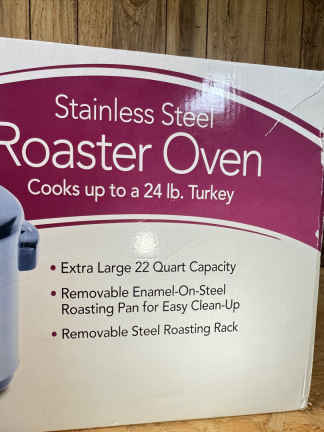 Stainless Steel
Roaster Oven
Cooks up to a 24 lb. Turkey
• Extra Large 22 Quart Capacity
• Removable Enamel-On-Steel
Roasting Pan for Easy Clean-Up
• Removable Steel Roasting Rack